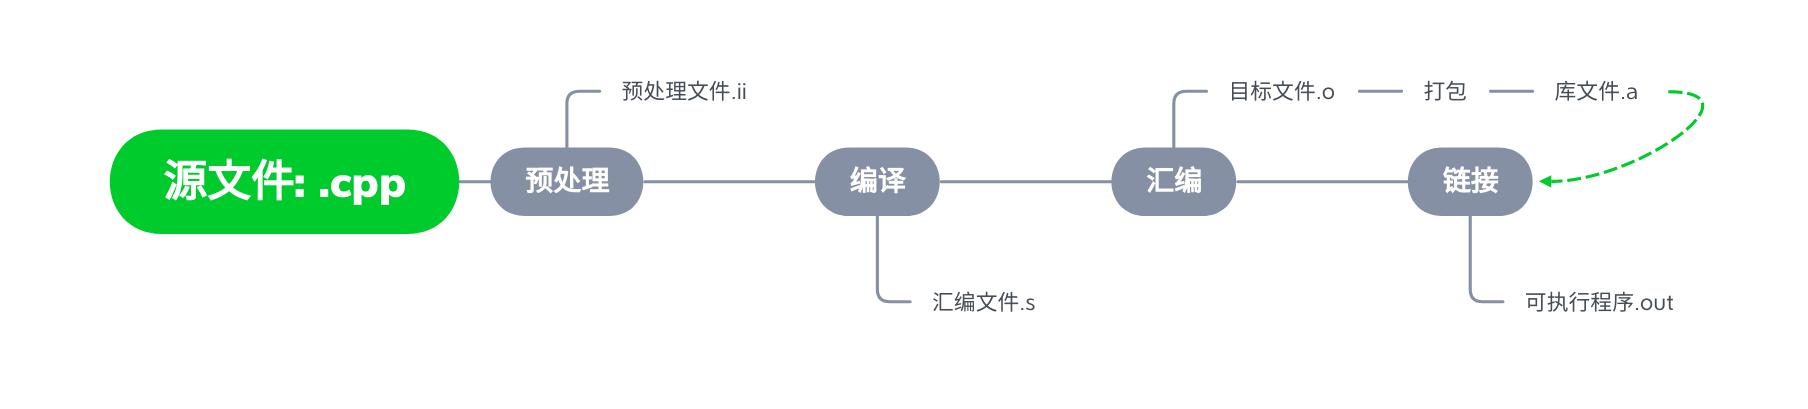 预处理文件.ii
目标文件.o
打包
库文件.a
源文件: .cpp
预处理
编译
汇编
链接
汇编文件.s
可执行程序.out